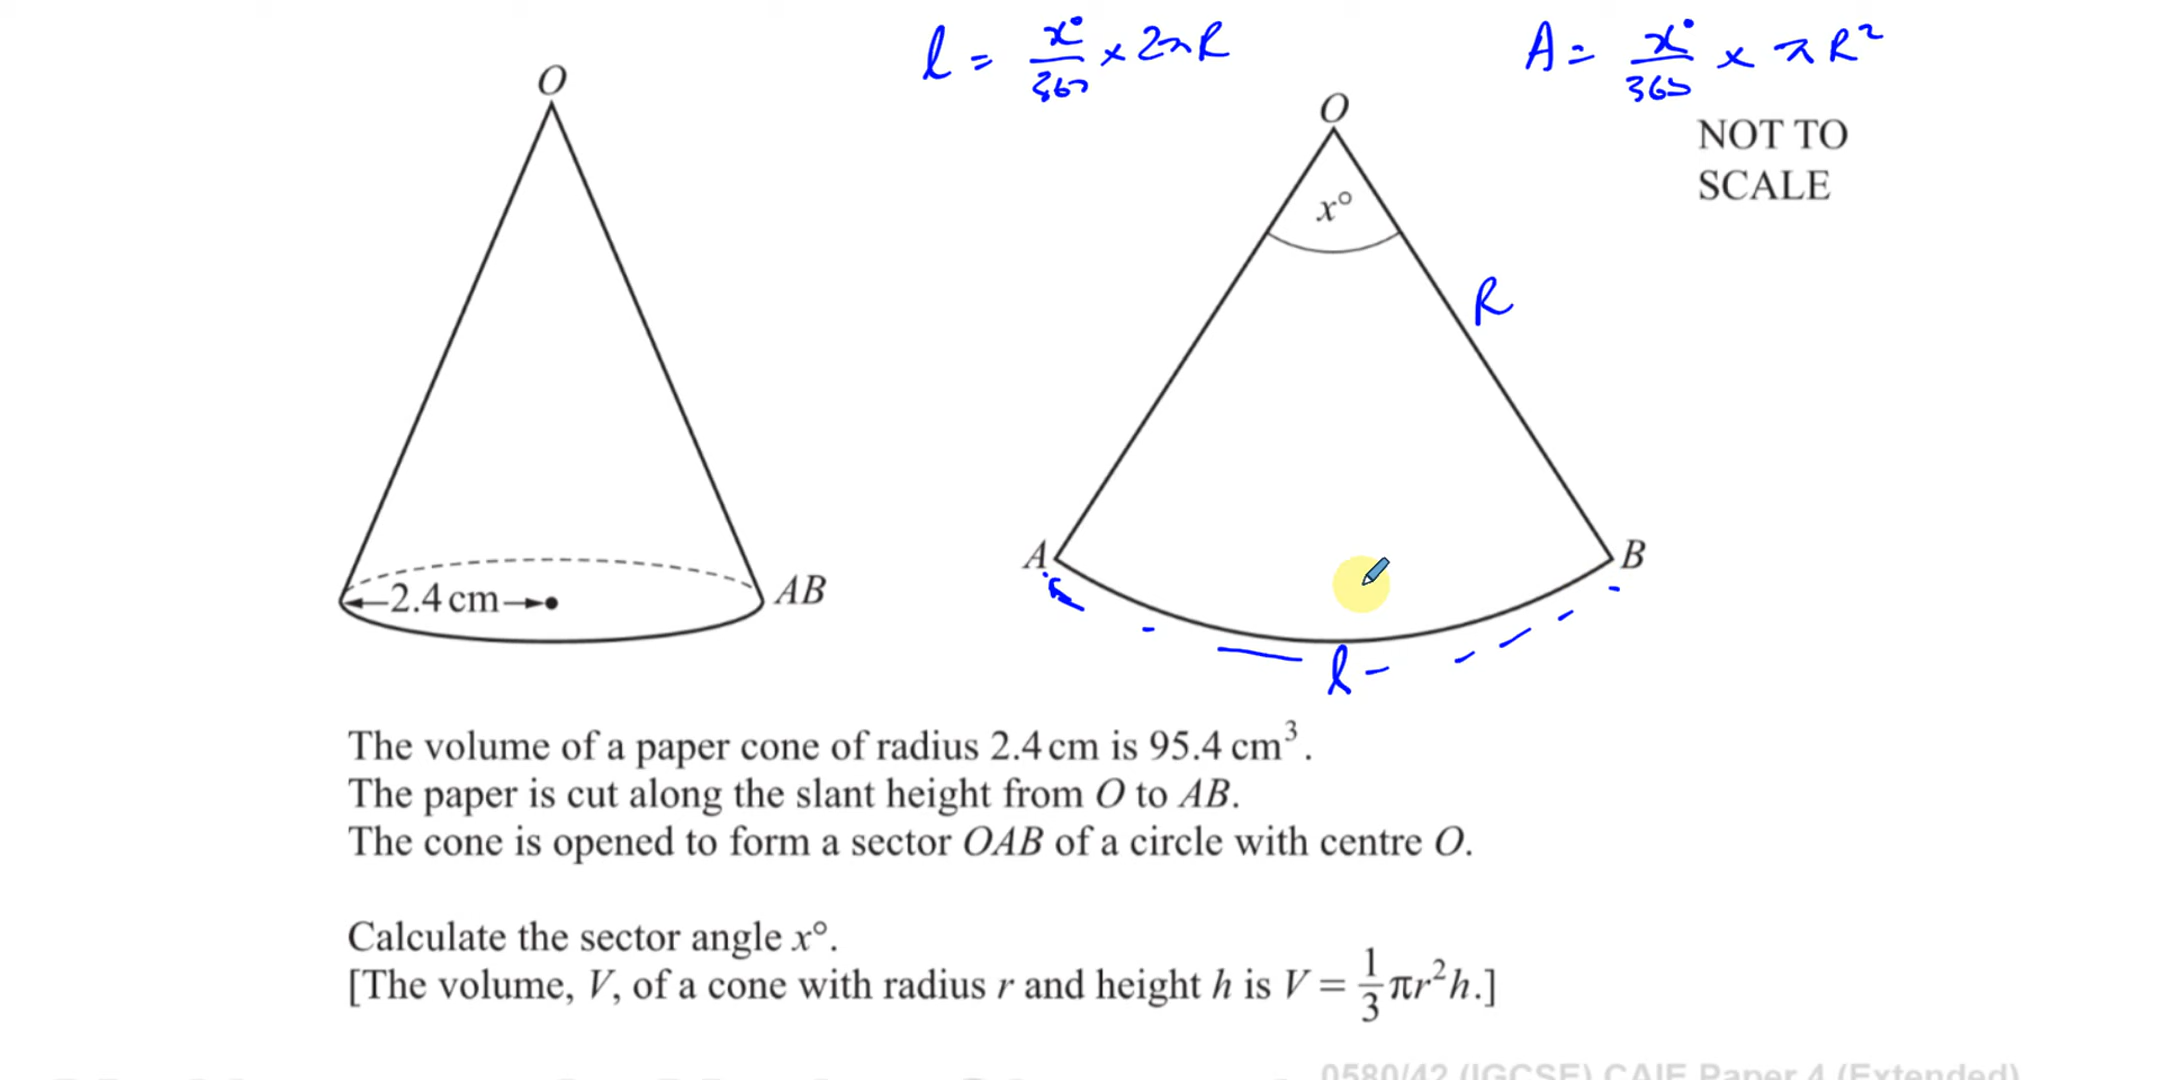 l = x°/360 × 2πR
A = x°/360 × πR²
O
O
NOT TO
SCALE
x°
R
A
B
2.4 cm
AB
l
The volume of a paper cone of radius 2.4 cm is 95.4 cm³.
The paper is cut along the slant height from O to AB.
The cone is opened to form a sector OAB of a circle with centre O.
Calculate the sector angle x°.
[The volume, V, of a cone with radius r and height h is V = 1/3 πr²h.]
0580/42 (IGCSE) CAIE Paper 4 (Extended)